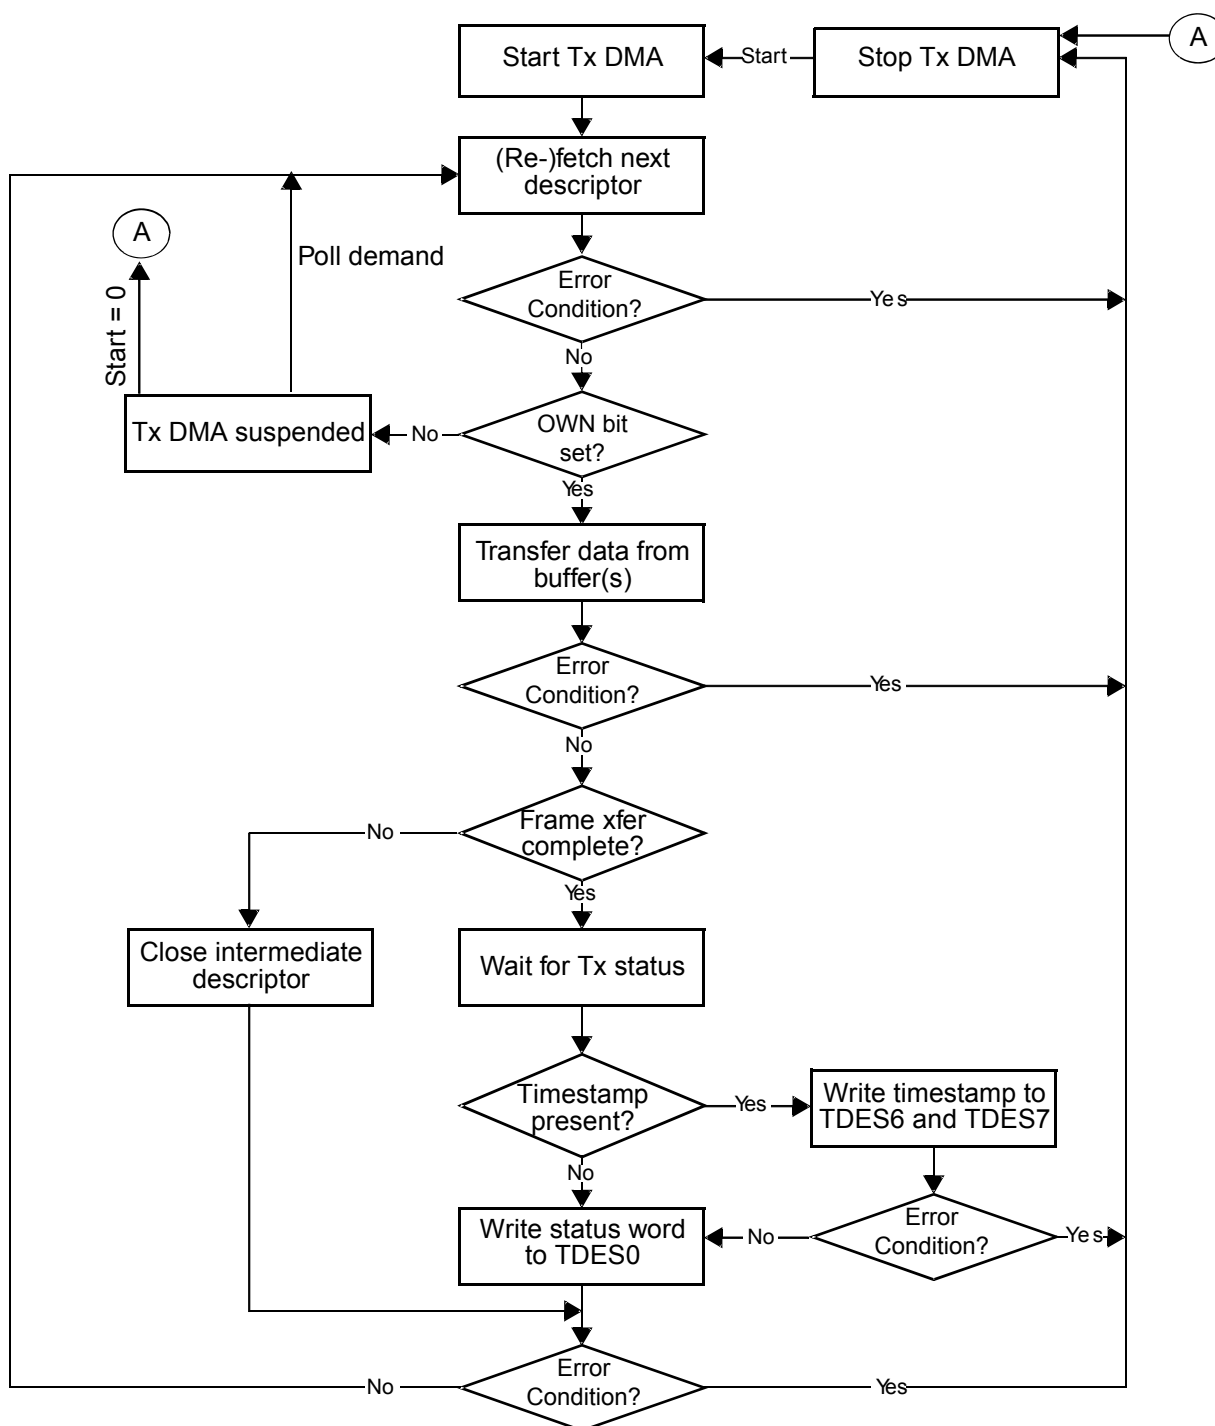 Start Tx DMA
Start
Stop Tx DMA
A
(Re-)fetch next
descriptor
A
Poll demand
Start = 0
Error
Condition?
Yes
No
Tx DMA suspended
No
OWN bit
set?
Yes
Transfer data from
buffer(s)
Error
Condition?
Yes
No
Frame xfer
complete?
No
Yes
Close intermediate
descriptor
Wait for Tx status
Timestamp
present?
Yes
Write timestamp to
TDES6 and TDES7
No
Write status word
to TDES0
No
Error
Condition?
Yes
No
Error
Condition?
Yes